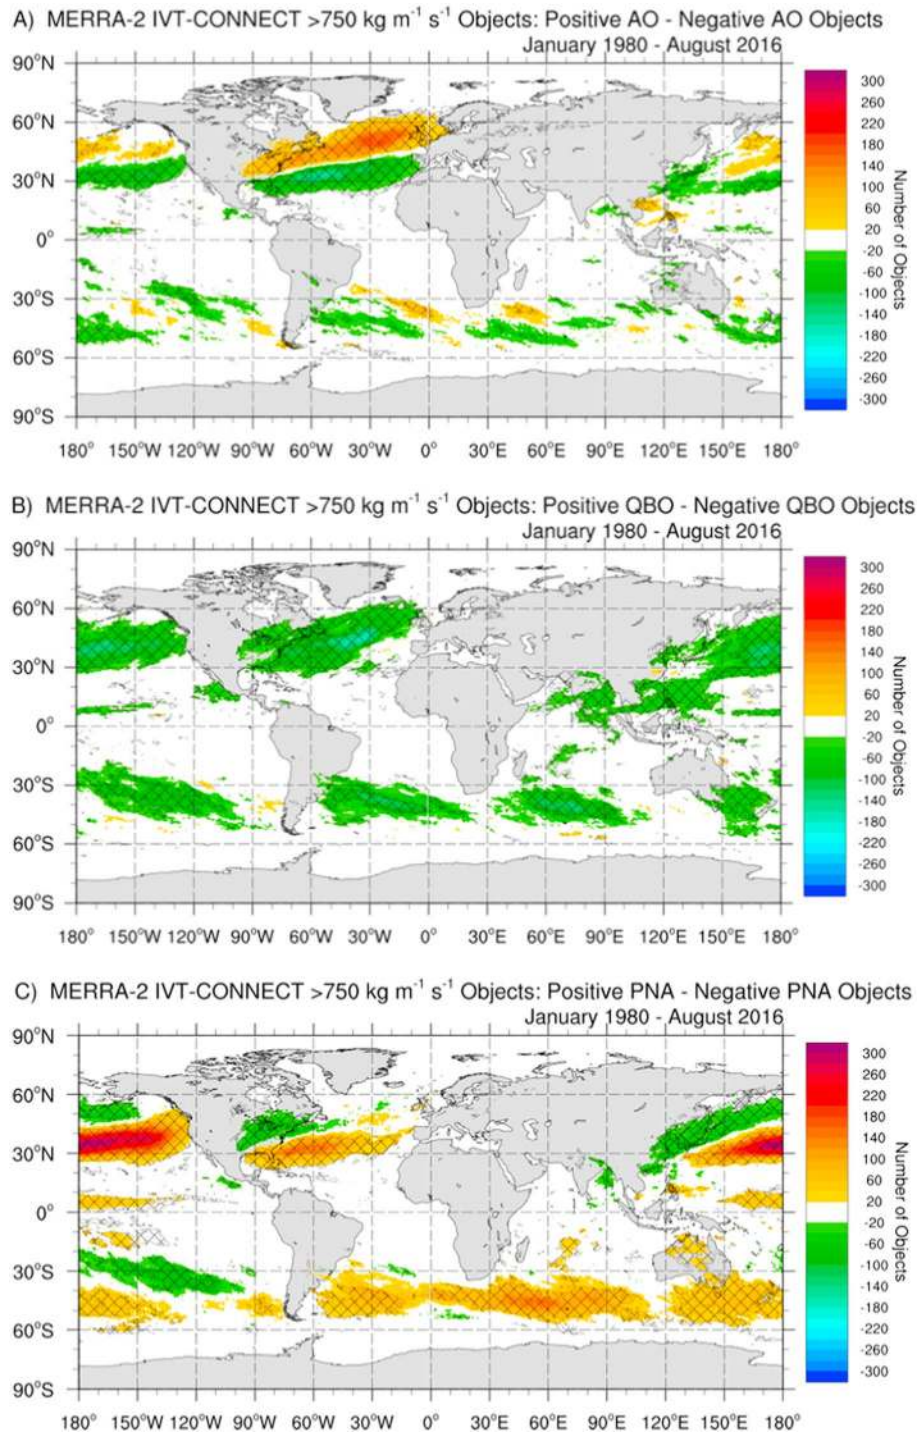 A) MERRA-2 IVT-CONNECT >750 kg m⁻¹ s⁻¹ Objects: Positive AO - Negative AO Objects
January 1980 - August 2016
90°N
60°N
30°N
0°
30°S
60°S
90°S
180° 150°W 120°W 90°W 60°W 30°W 0° 30°E 60°E 90°E 120°E 150°E 180°
300
260
220
180
140
100
60
20
-20
-60
-100
-140
-180
-220
-260
-300
Number of Objects
B) MERRA-2 IVT-CONNECT >750 kg m⁻¹ s⁻¹ Objects: Positive QBO - Negative QBO Objects
January 1980 - August 2016
90°N
60°N
30°N
0°
30°S
60°S
90°S
180° 150°W 120°W 90°W 60°W 30°W 0° 30°E 60°E 90°E 120°E 150°E 180°
300
260
220
180
140
100
60
20
-20
-60
-100
-140
-180
-220
-260
-300
Number of Objects
C) MERRA-2 IVT-CONNECT >750 kg m⁻¹ s⁻¹ Objects: Positive PNA - Negative PNA Objects
January 1980 - August 2016
90°N
60°N
30°N
0°
30°S
60°S
90°S
180° 150°W 120°W 90°W 60°W 30°W 0° 30°E 60°E 90°E 120°E 150°E 180°
300
260
220
180
140
100
60
20
-20
-60
-100
-140
-180
-220
-260
-300
Number of Objects